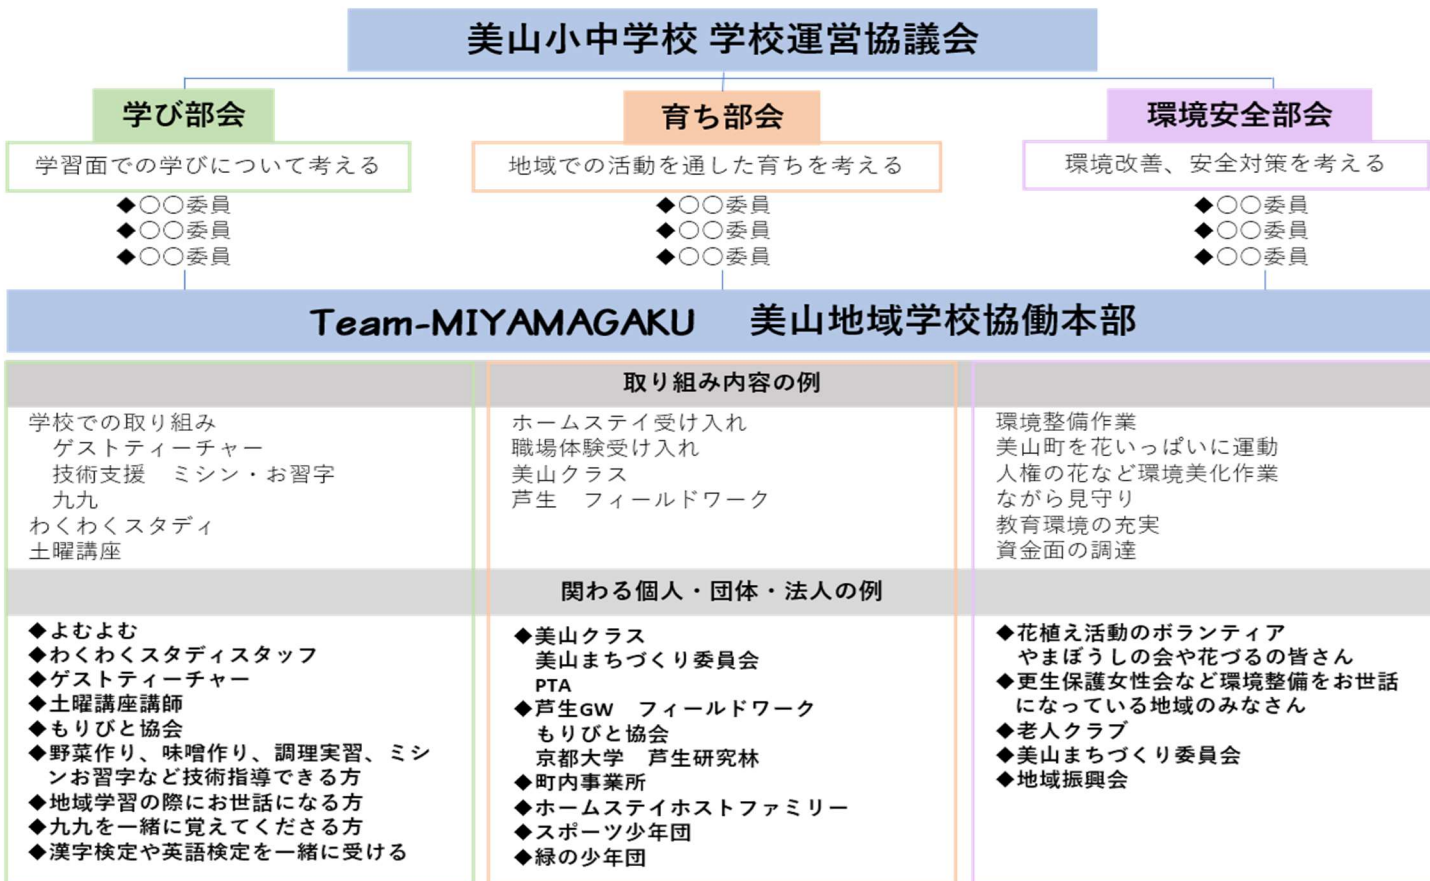 美山小中学校 学校運営協議会
学び部会
学習面での学びについて考える
◆〇〇委員
◆〇〇委員
◆〇〇委員
育ち部会
地域での活動を通した育ちを考える
◆〇〇委員
◆〇〇委員
◆〇〇委員
環境安全部会
環境改善、安全対策を考える
◆〇〇委員
◆〇〇委員
◆〇〇委員
Team-MIYAMAGAKU　美山地域学校協働本部
取り組み内容の例
学校での取り組み
ゲストティーチャー
技術支援　ミシン・お習字
九九
わくわくスタディ
土曜講座
ホームステイ受け入れ
職場体験受け入れ
美山クラス
芦生　フィールドワーク
環境整備作業
美山町を花いっぱいに運動
人権の花など環境美化作業
ながら見守り
教育環境の充実
資金面の調達
関わる個人・団体・法人の例
◆よむよむ
◆わくわくスタディスタッフ
◆ゲストティーチャー
◆土曜講座講師
◆もりびと協会
◆野菜作り、味噌作り、調理実習、ミシ
ンお習字など技術指導できる方
◆地域学習の際にお世話になる方
◆九九を一緒に覚えてくださる方
◆漢字検定や英語検定を一緒に受ける
◆美山クラス
美山まちづくり委員会
PTA
◆芦生GW　フィールドワーク
もりびと協会
京都大学　芦生研究林
◆町内事業所
◆ホームステイホストファミリー
◆スポーツ少年団
◆緑の少年団
◆花植え活動のボランティア
やまぼうしの会や花づるの皆さん
◆更生保護女性会など環境整備をお世話
になっている地域のみなさん
◆老人クラブ
◆美山まちづくり委員会
◆地域振興会